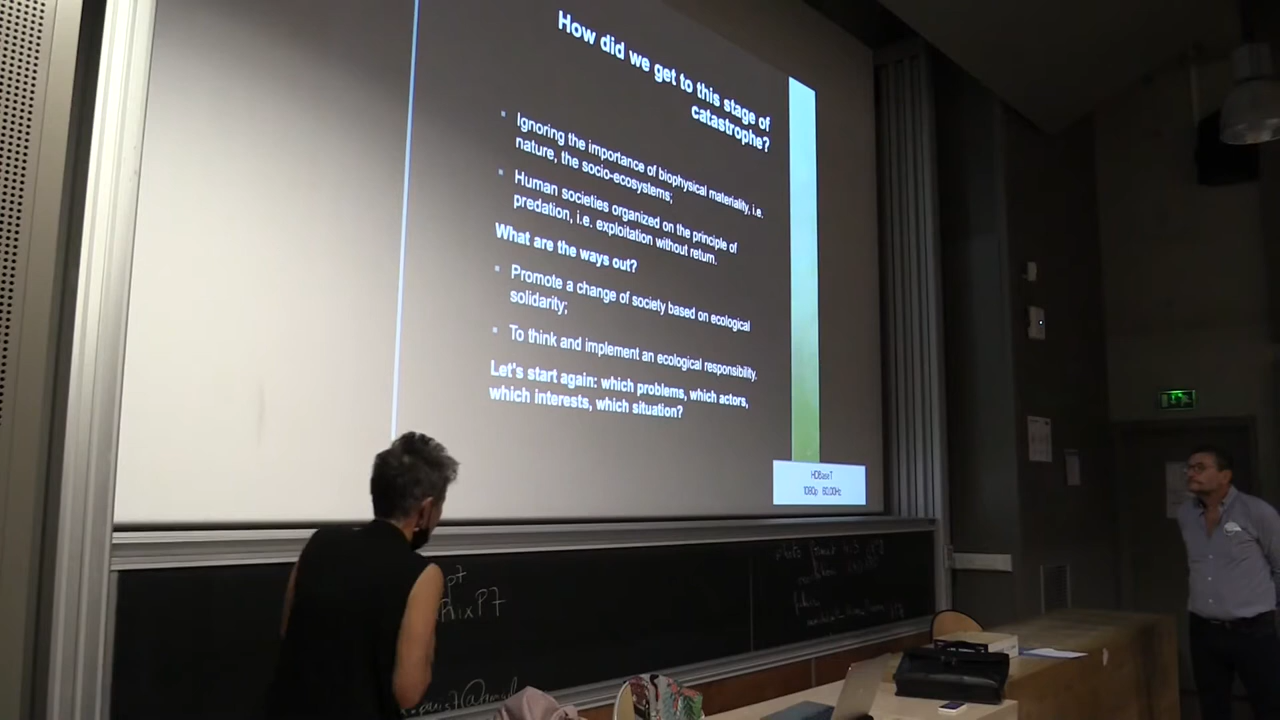 How did we get to this stage of
catastrophe?
▪ Ignoring the importance of biophysical materiality, i.e.
nature, the socio-ecosystems;
▪ Human societies organized on the principle of
predation, i.e. exploitation without return.
What are the ways out?
▪ Promote a change of society based on ecological
solidarity;
▪ To think and implement an ecological responsibility.
Let's start again: which problems, which actors,
which interests, which situation?
HDBaseT
1080p 60.00Hz
p7
nixP7